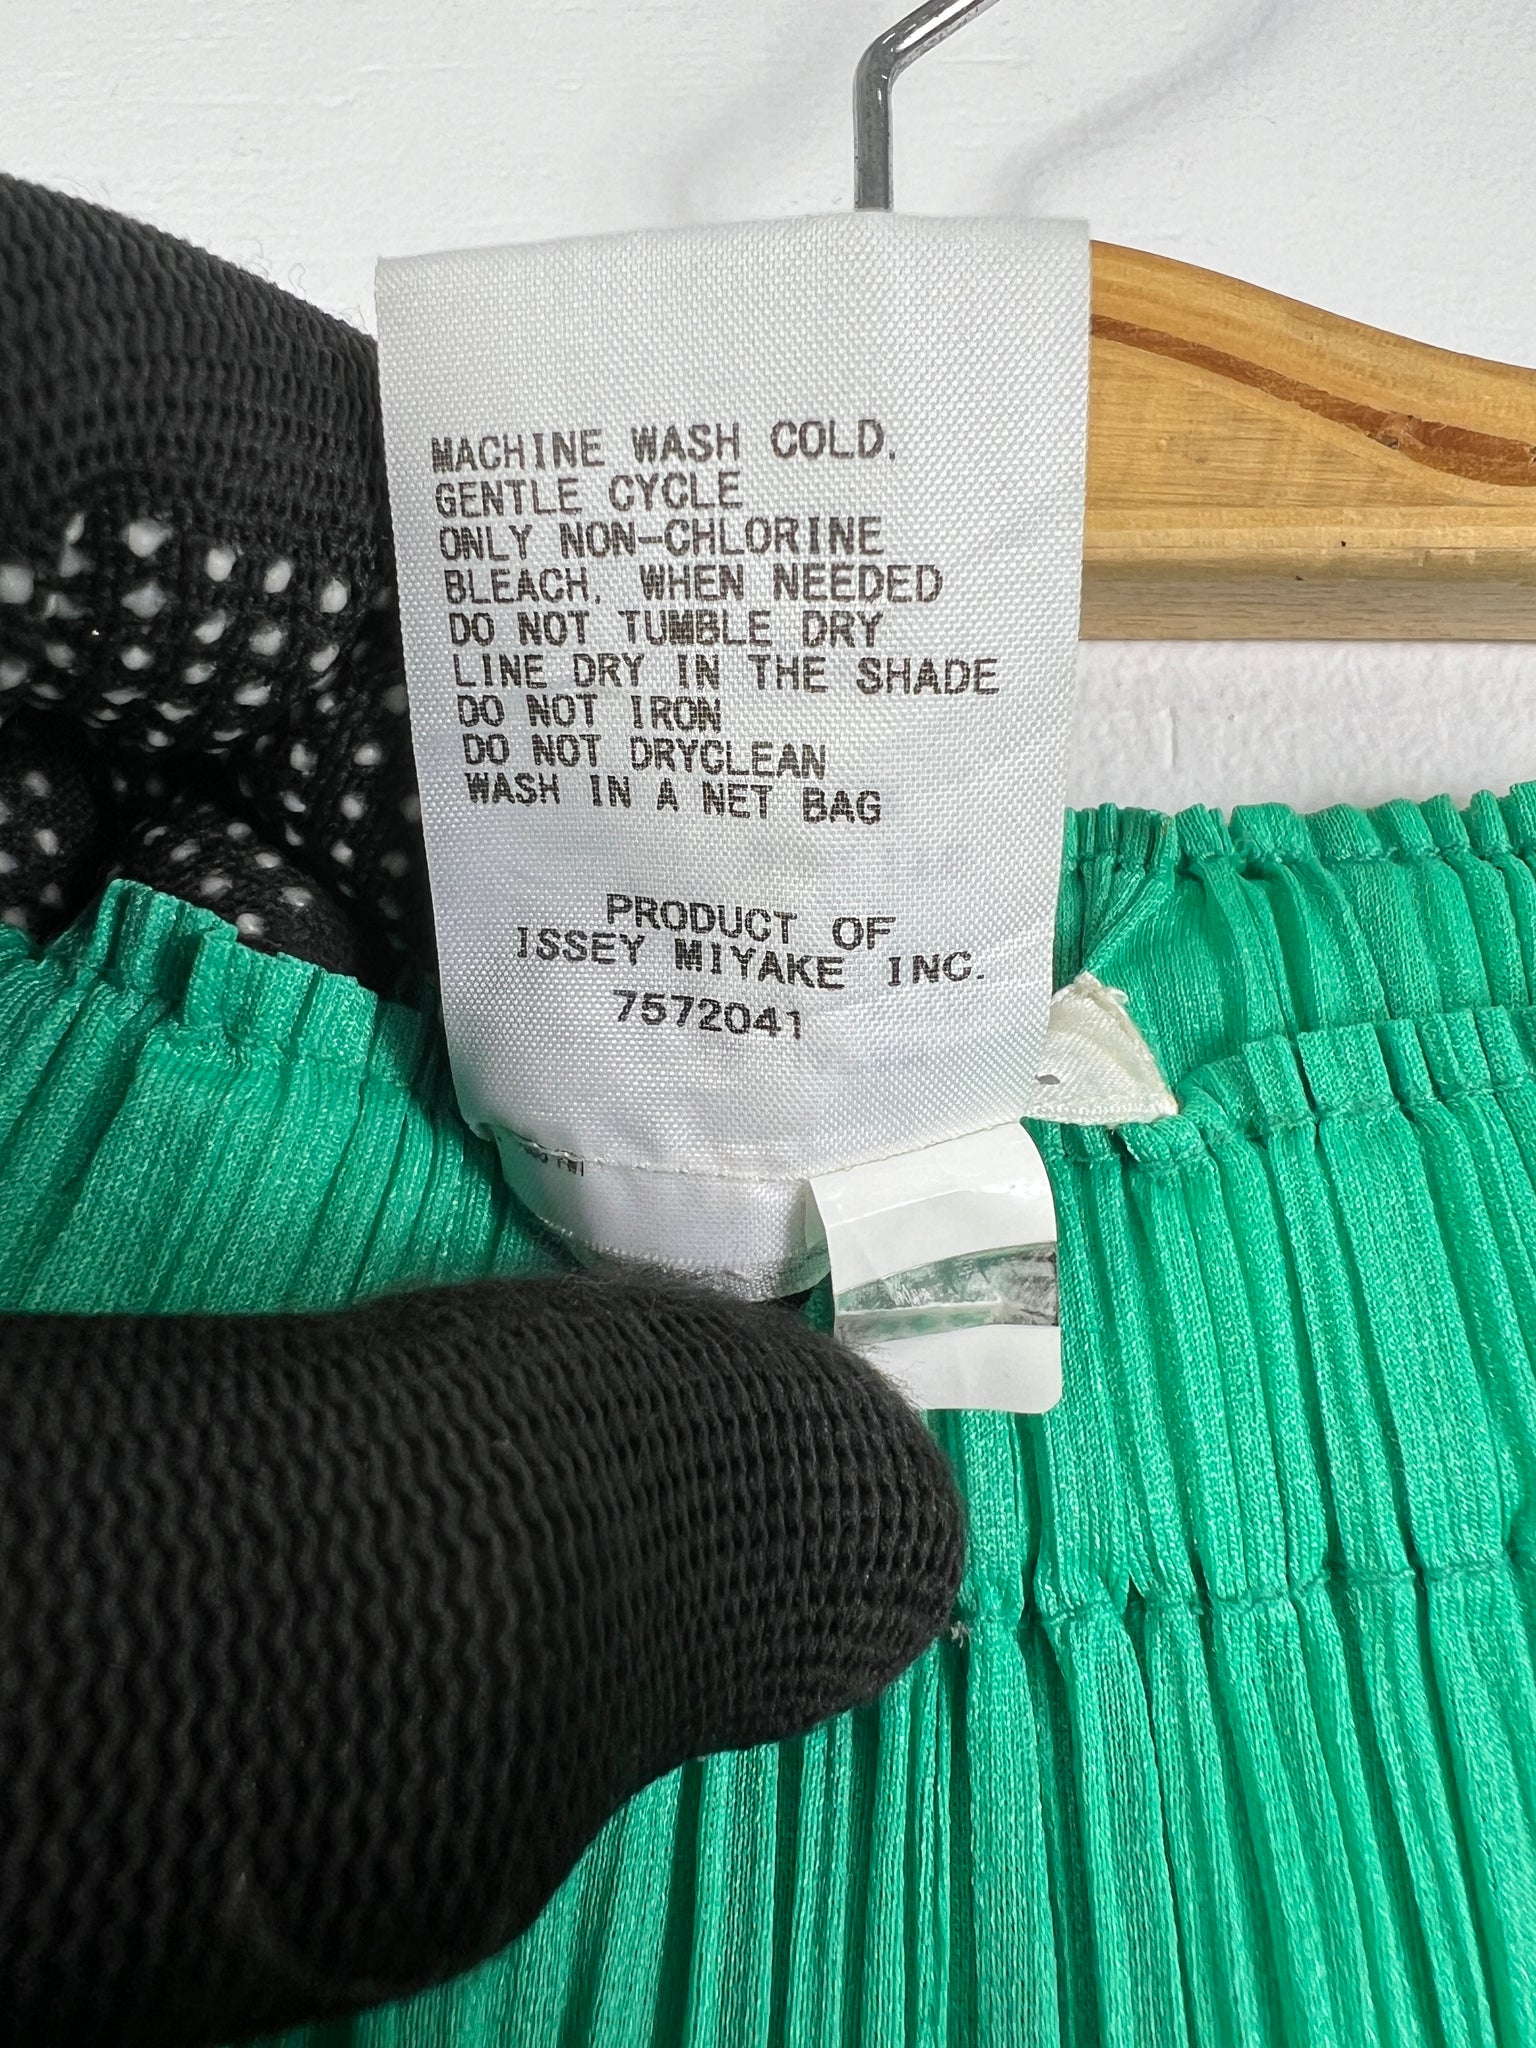 MACHINE WASH COLD,
GENTLE CYCLE
ONLY NON-CHLORINE
BLEACH, WHEN NEEDED
DO NOT TUMBLE DRY
LINE DRY IN THE SHADE
DO NOT IRON
DO NOT DRYCLEAN
WASH IN A NET BAG
PRODUCT OF
ISSEY MIYAKE INC.
7572041